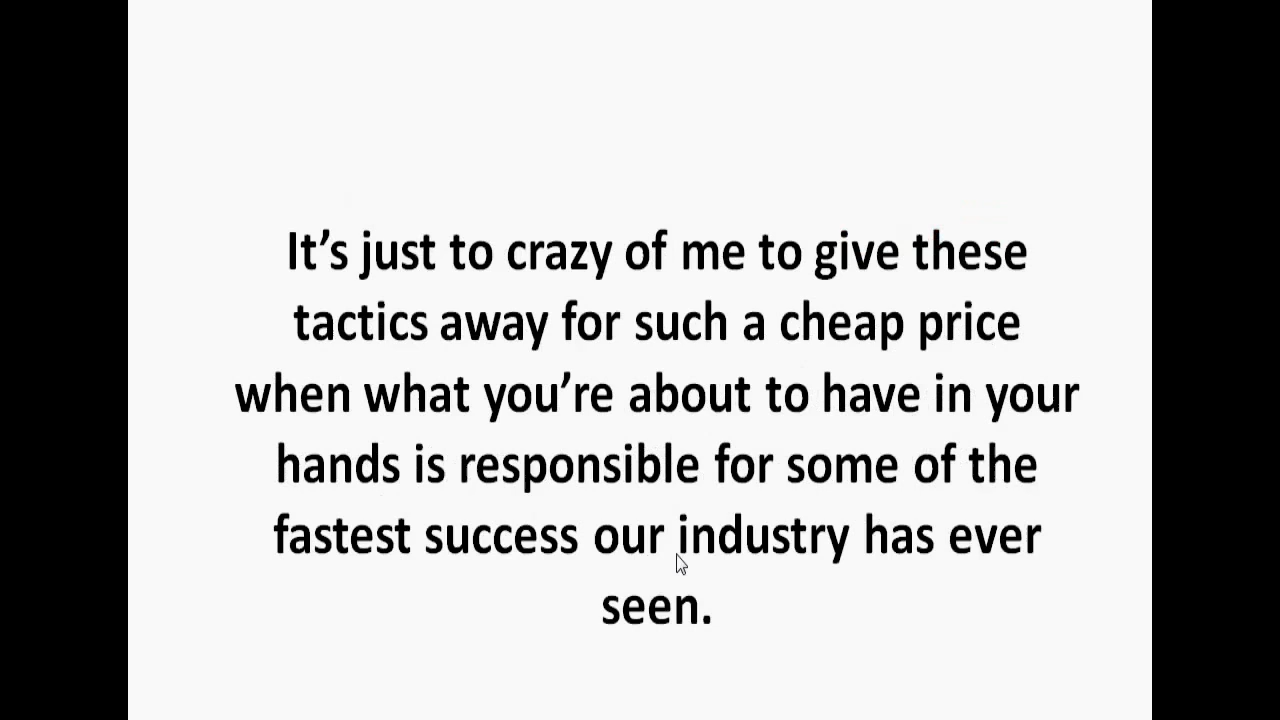 It’s just to crazy of me to give these
tactics away for such a cheap price
when what you’re about to have in your
hands is responsible for some of the
fastest success our industry has ever
seen.